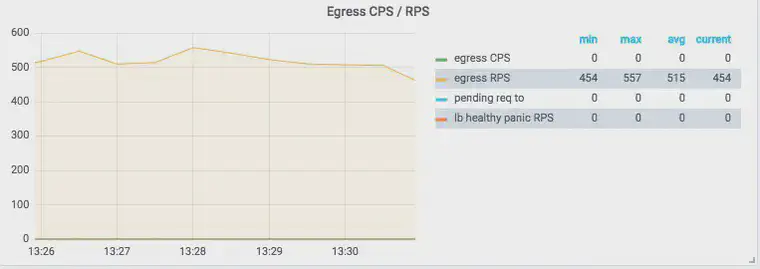 Egress CPS / RPS
min max avg current
egress CPS 0 0 0 0
egress RPS 454 557 515 454
pending req to 0 0 0 0
lb healthy panic RPS 0 0 0 0
600
500
400
300
200
100
0
13:26 13:27 13:28 13:29 13:30